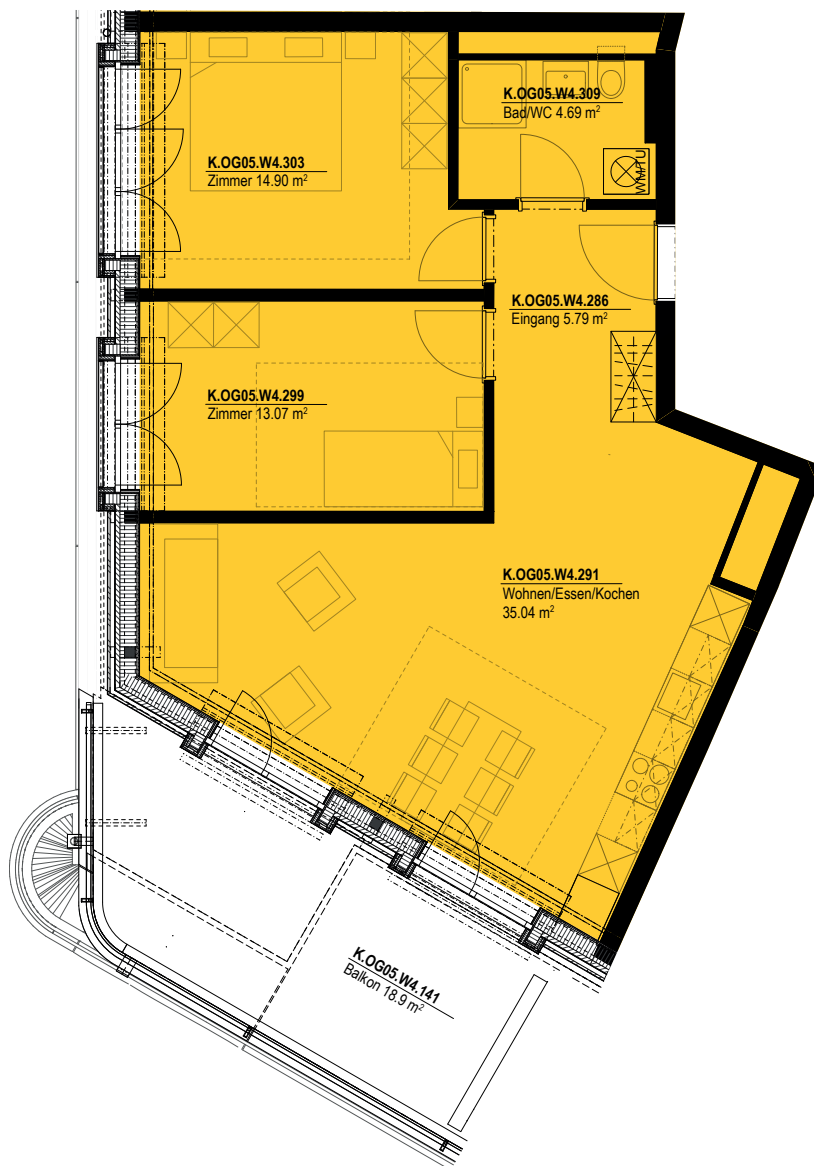 K.OG05.W4.309
Bad/WC 4.69 m²
WM/TU
K.OG05.W4.303
Zimmer 14.90 m²
K.OG05.W4.286
Eingang 5.79 m²
K.OG05.W4.299
Zimmer 13.07 m²
K.OG05.W4.291
Wohnen/Essen/Kochen
35.04 m²
K.OG05.W4.141
Balkon 18.9 m²